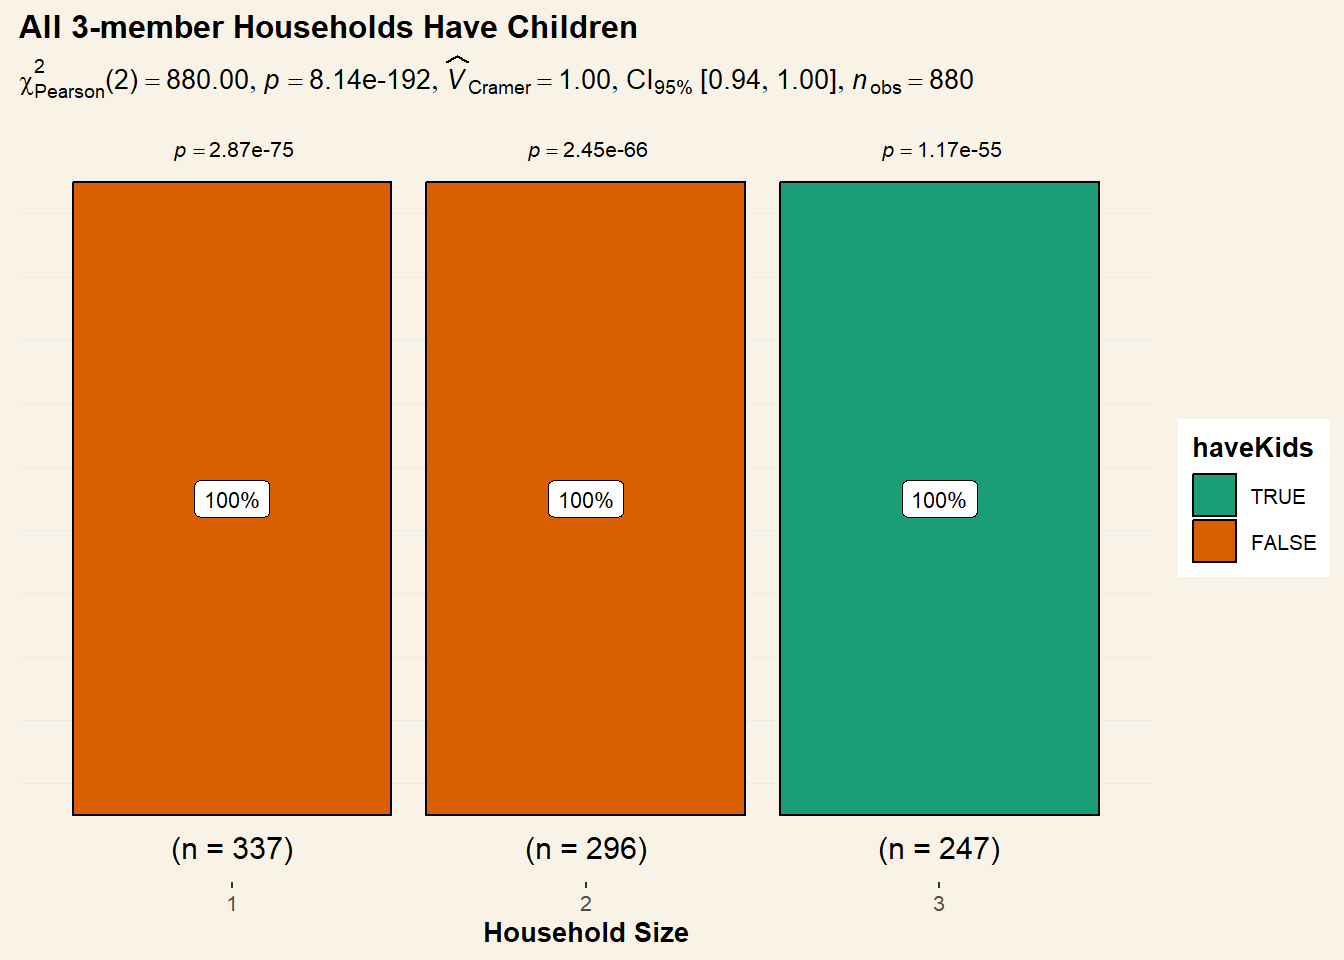 All 3-member Households Have Children
χ²Pearson(2) = 880.00, p = 8.14e-192, V̂Cramer = 1.00, CI95% [0.94, 1.00], nobs = 880
p = 2.87e-75 p = 2.45e-66 p = 1.17e-55
100% 100% 100%
haveKids
TRUE
FALSE
(n = 337) (n = 296) (n = 247)
1 2 3
Household Size